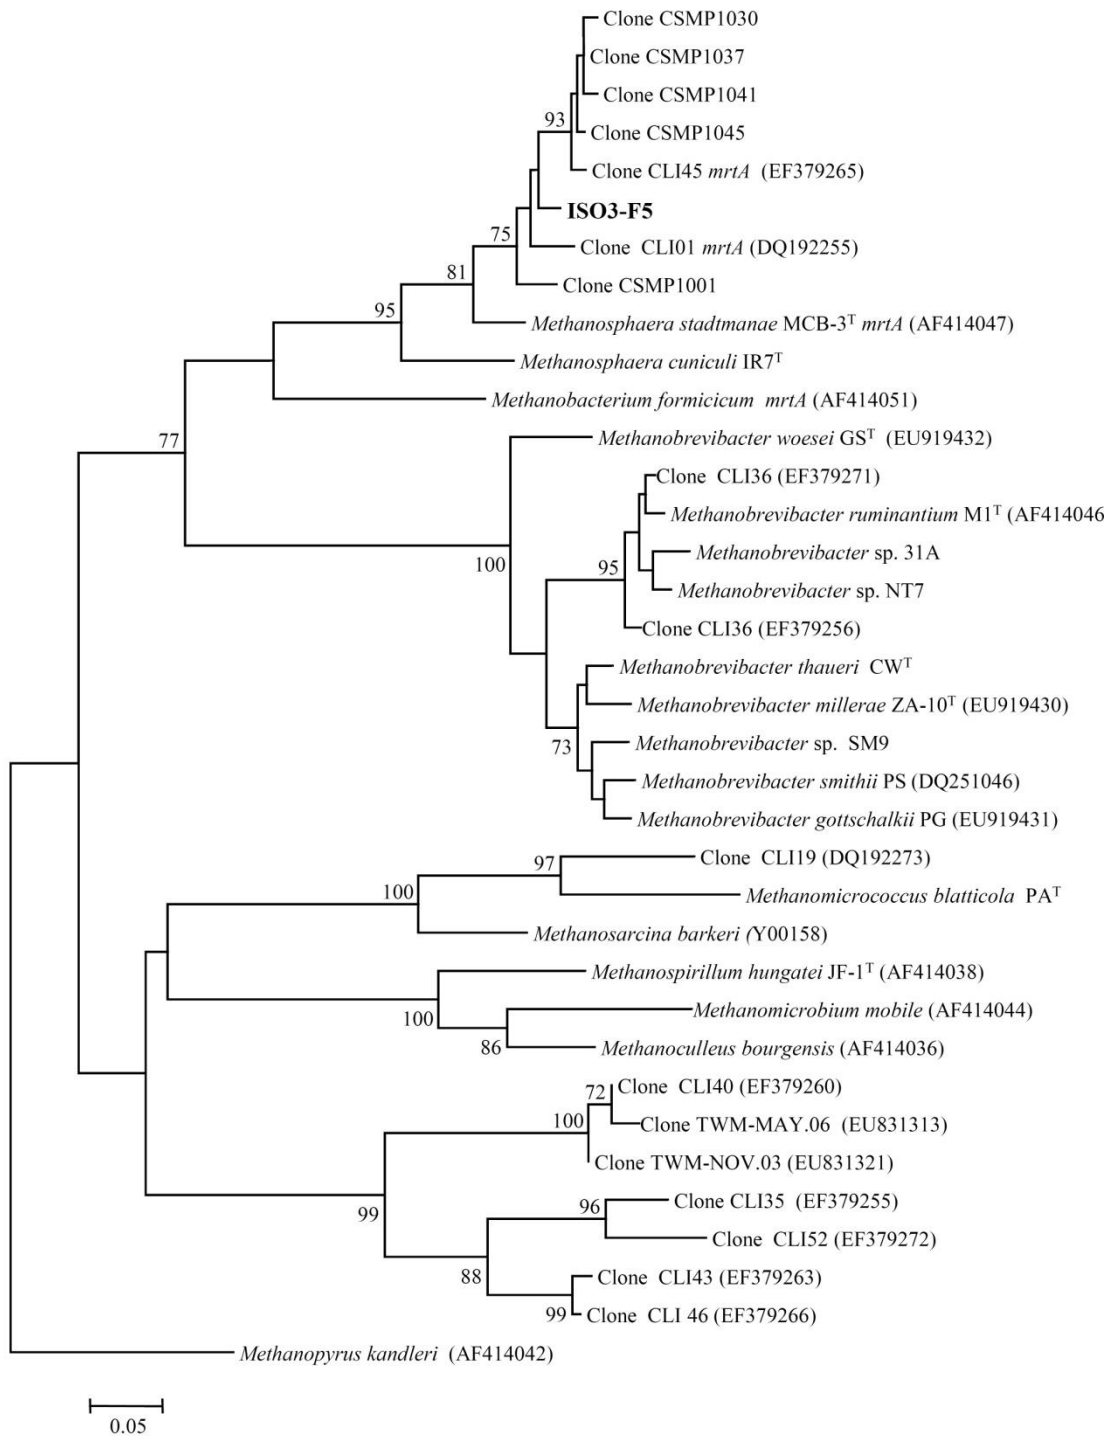 Clone CSMP1030
Clone CSMP1037
Clone CSMP1041
93
Clone CSMP1045
Clone CLI45 mrtA (EF379265)
ISO3-F5
75
Clone CLI01 mrtA (DQ192255)
81
Clone CSMP1001
95
Methanosphaera stadtmanae MCB-3T mrtA (AF414047)
Methanosphaera cuniculi IR7T
Methanobacterium formicicum mrtA (AF414051)
77
Methanobrevibacter woesei GST (EU919432)
Clone CLI36 (EF379271)
Methanobrevibacter ruminantium M1T (AF414046
Methanobrevibacter sp. 31A
100
95
Methanobrevibacter sp. NT7
Clone CLI36 (EF379256)
Methanobrevibacter thaueri CWT
Methanobrevibacter millerae ZA-10T (EU919430)
73
Methanobrevibacter sp. SM9
Methanobrevibacter smithii PS (DQ251046)
Methanobrevibacter gottschalkii PG (EU919431)
97
Clone CLI19 (DQ192273)
100
Methanomicrococcus blatticola PAT
Methanosarcina barkeri (Y00158)
Methanospirillum hungatei JF-1T (AF414038)
100
Methanomicrobium mobile (AF414044)
86
Methanoculleus bourgensis (AF414036)
72
Clone CLI40 (EF379260)
100
Clone TWM-MAY.06 (EU831313)
Clone TWM-NOV.03 (EU831321)
99
96
Clone CLI35 (EF379255)
Clone CLI52 (EF379272)
88
Clone CLI43 (EF379263)
99
Clone CLI 46 (EF379266)
Methanopyrus kandleri (AF414042)
0.05